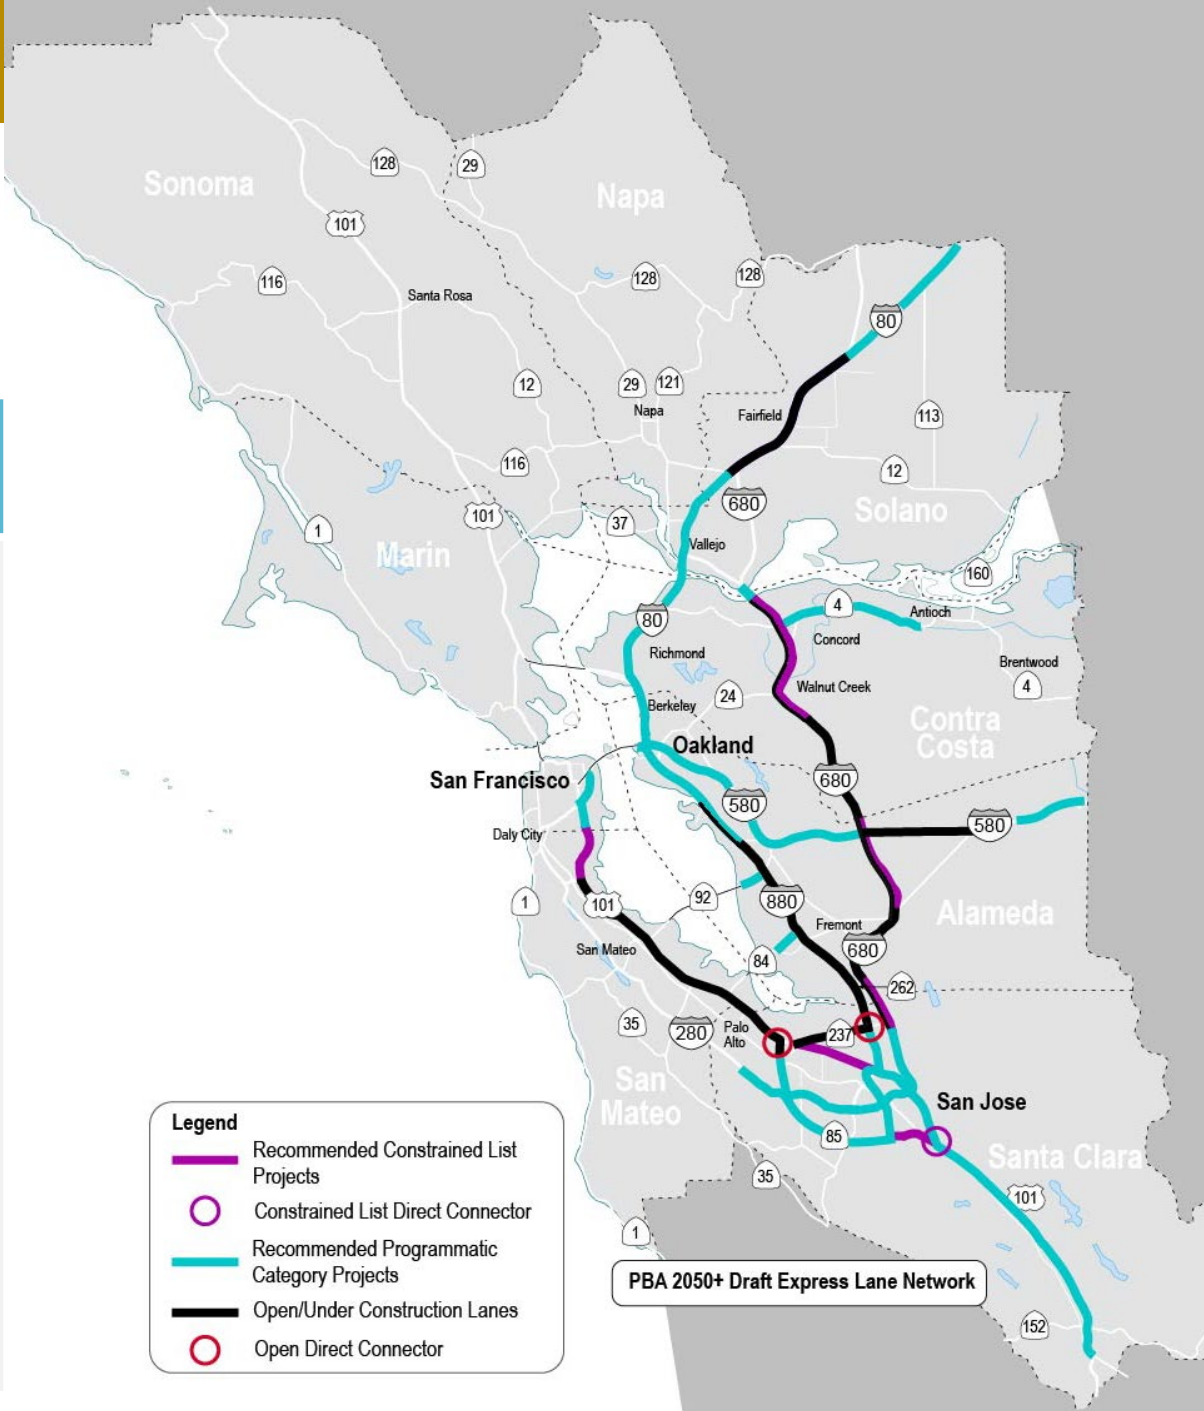 Sonoma
128
29
Napa
101
116
128
128
Santa Rosa
80
12
29
121
Napa
Fairfield
113
116
12
680
Solano
101
37
1
Marin
Vallejo
160
80
4
Antioch
Concord
Richmond
Brentwood
Walnut Creek
4
24
Berkeley
Contra
Costa
Oakland
San Francisco
680
580
580
Daly City
92
880
1
101
Alameda
Fremont
San Mateo
680
84
262
35
280
Palo
Alto
237
San
Mateo
San Jose
85
Santa Clara
35
101
1
152
Legend
Recommended Constrained List
Projects
Constrained List Direct Connector
Recommended Programmatic
Category Projects
Open/Under Construction Lanes
Open Direct Connector
PBA 2050+ Draft Express Lane Network